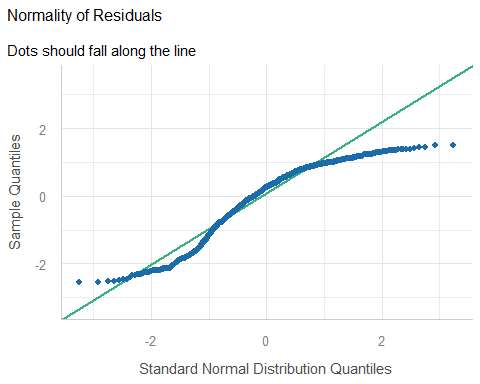 Normality of Residuals
Dots should fall along the line
Sample Quantiles
2
0
-2
-2
0
2
Standard Normal Distribution Quantiles